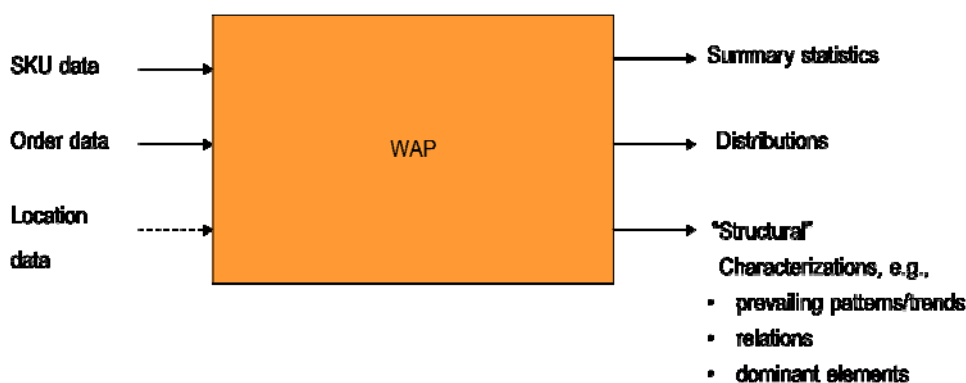 SKU data
Order data
Location
data
WAP
Summary statistics
Distributions
"Structural"
Characterizations, e.g.,
• prevailing patterns/trends
• relations
• dominant elements